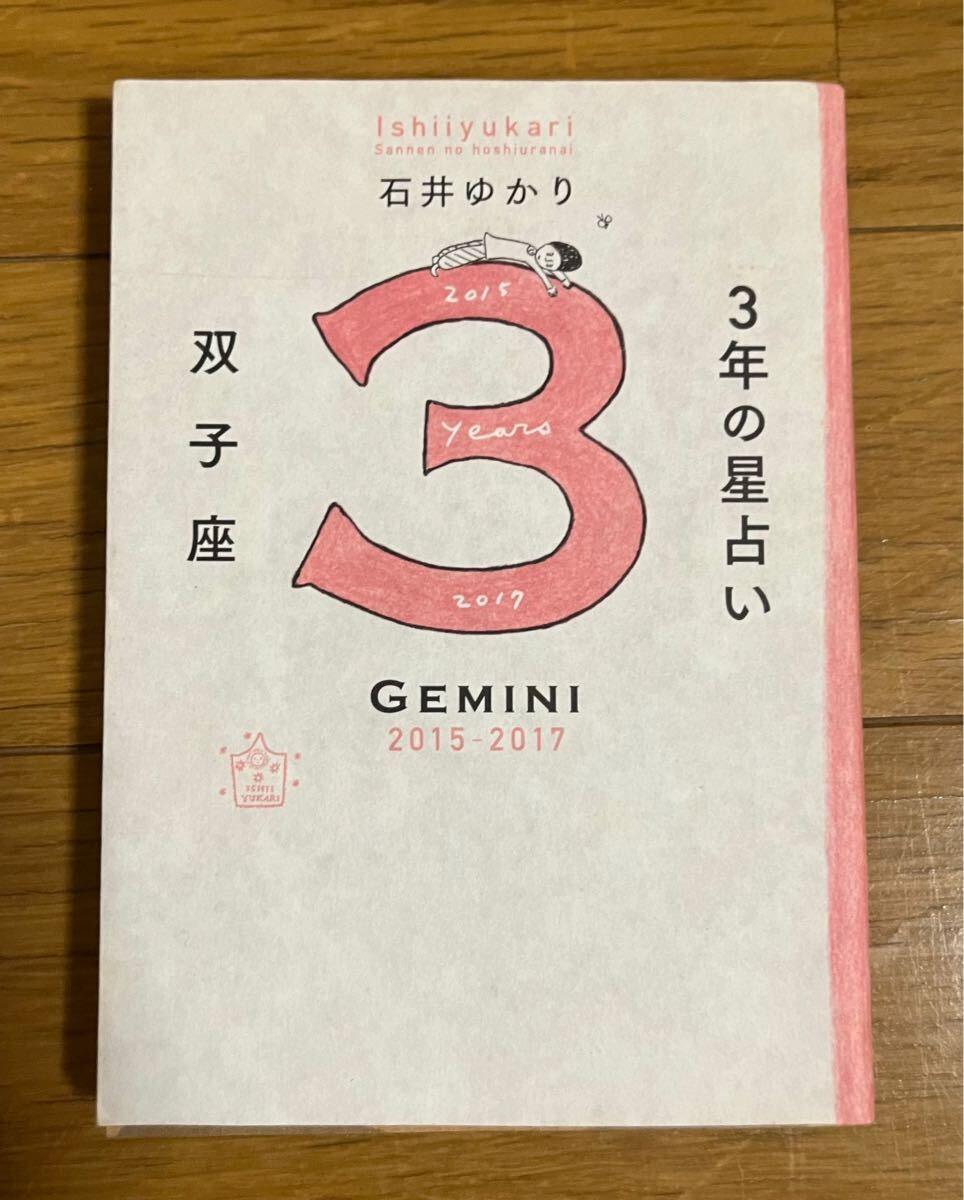 Ishiiyukari
Sannen no hoshiuranai
石井ゆかり
3年の星占い
双子座
2015
Years
2017
GEMINI
2015-2017
ISHII
YUKARI